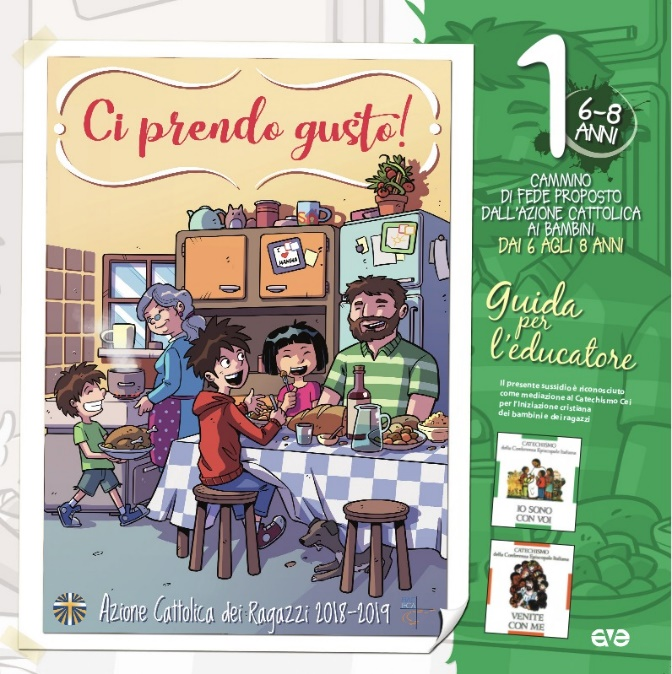 Ci prendo gusto!
Azione Cattolica dei Ragazzi 2018-2019
1
6-8
ANNI
CAMMINO
DI FEDE PROPOSTO
DALL'AZIONE CATTOLICA
AI BAMBINI
DAI 6 AGLI 8 ANNI
Guida
per
l'educatore
Il presente sussidio è riconosciuto
come mediazione al Catechismo Cei
per l'iniziazione cristiana
dei bambini e dei ragazzi
CATECHISMO
della Conferenza Episcopale Italiana
IO SONO
CON VOI
CATECHISMO
della Conferenza Episcopale Italiana
VENITE
CON ME
eve